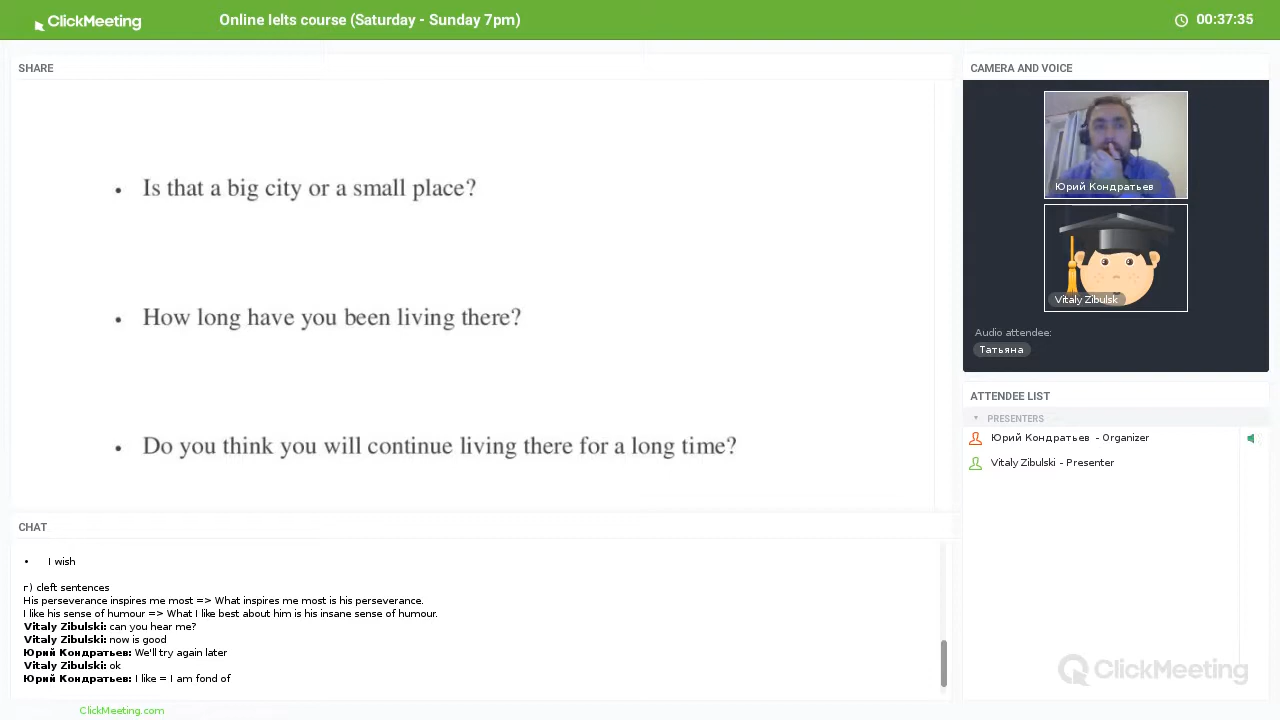 ClickMeeting
Online Ielts course (Saturday - Sunday 7pm)
00:37:35
SHARE
• Is that a big city or a small place?
• How long have you been living there?
• Do you think you will continue living there for a long time?
CAMERA AND VOICE
Юрий Кондратьев
Vitaly Zibulsk
Audio attendee:
Татьяна
ATTENDEE LIST
PRESENTERS
Юрий Кондратьев - Organizer
Vitaly Zibulski - Presenter
CHAT
• I wish
г) cleft sentences
His perseverance inspires me most => What inspires me most is his perseverance.
I like his sense of humour => What I like best about him is his insane sense of humour.
Vitaly Zibulski: can you hear me?
Vitaly Zibulski: now is good
Юрий Кондратьев: We'll try again later
Vitaly Zibulski: ok
Юрий Кондратьев: I like = I am fond of
ClickMeeting
ClickMeeting.com